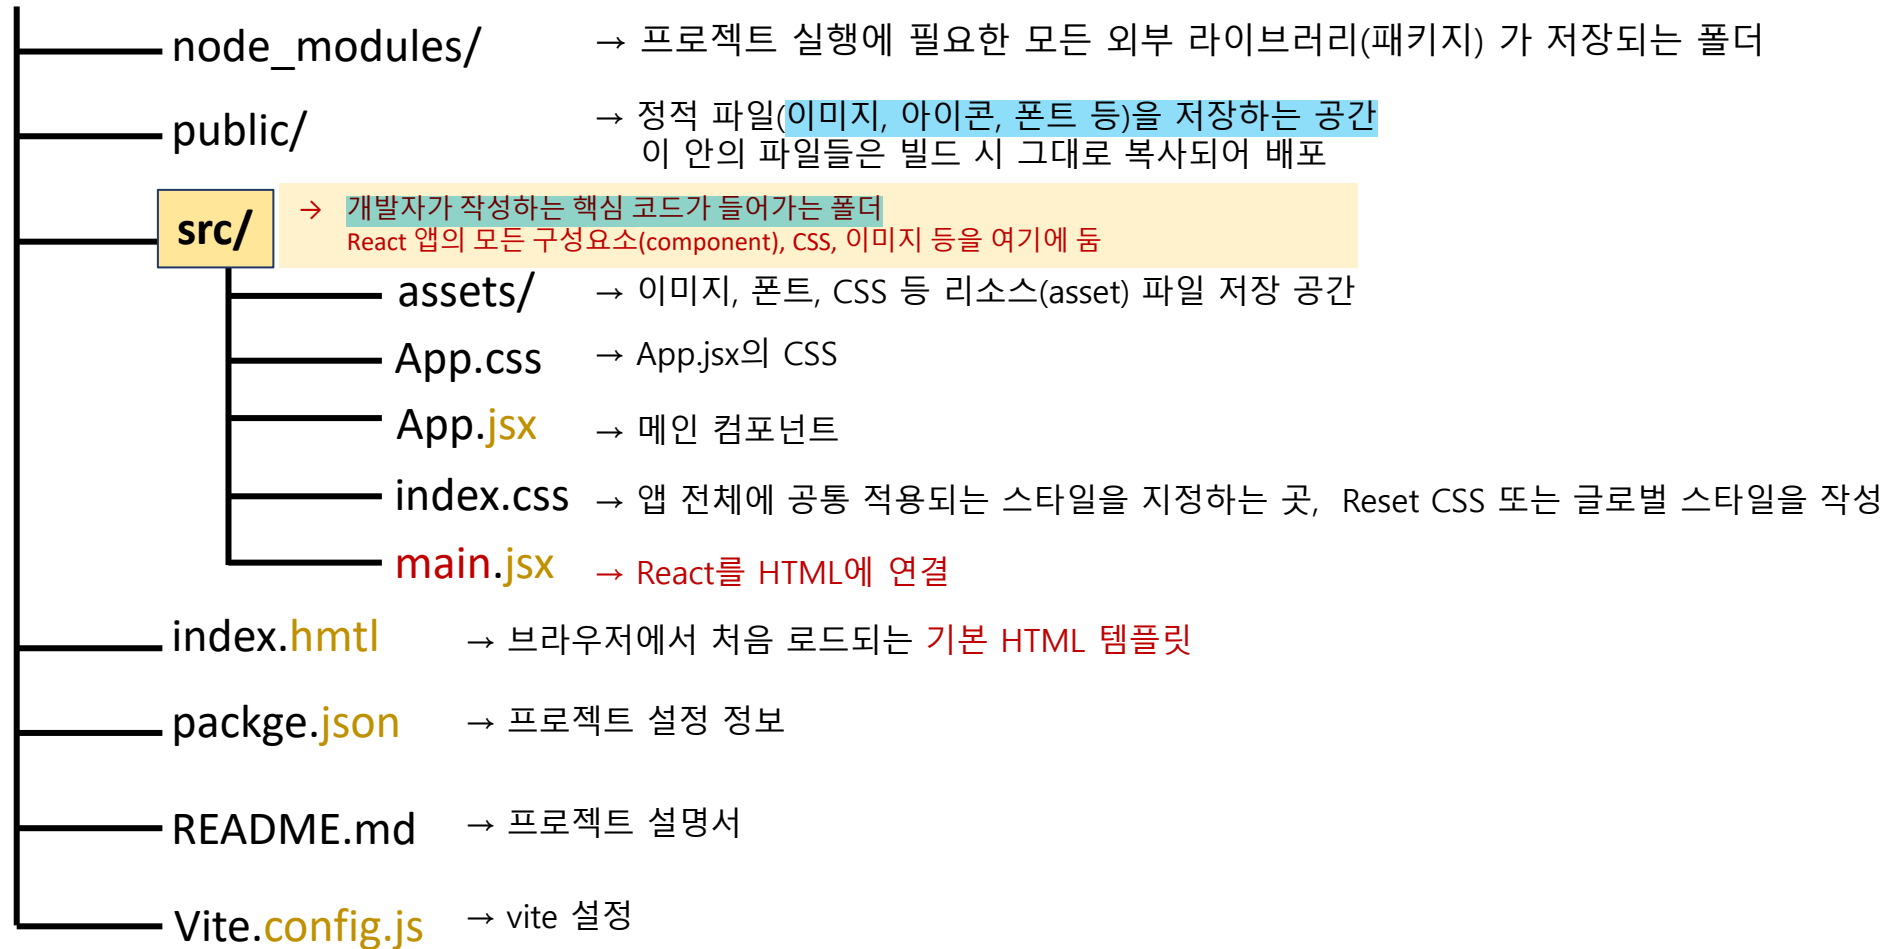 node_modules/ → 프로젝트 실행에 필요한 모든 외부 라이브러리(패키지) 가 저장되는 폴더
public/ → 정적 파일(이미지, 아이콘, 폰트 등)을 저장하는 공간
이 안의 파일들은 빌드 시 그대로 복사되어 배포
src/ → 개발자가 작성하는 핵심 코드가 들어가는 폴더
React 앱의 모든 구성요소(component), CSS, 이미지 등을 여기에 둠
assets/ → 이미지, 폰트, CSS 등 리소스(asset) 파일 저장 공간
App.css → App.jsx의 CSS
App.jsx → 메인 컴포넌트
index.css → 앱 전체에 공통 적용되는 스타일을 지정하는 곳, Reset CSS 또는 글로벌 스타일을 작성
main.jsx → React를 HTML에 연결
index.hmtl → 브라우저에서 처음 로드되는 기본 HTML 템플릿
packge.json → 프로젝트 설정 정보
README.md → 프로젝트 설명서
Vite.config.js → vite 설정